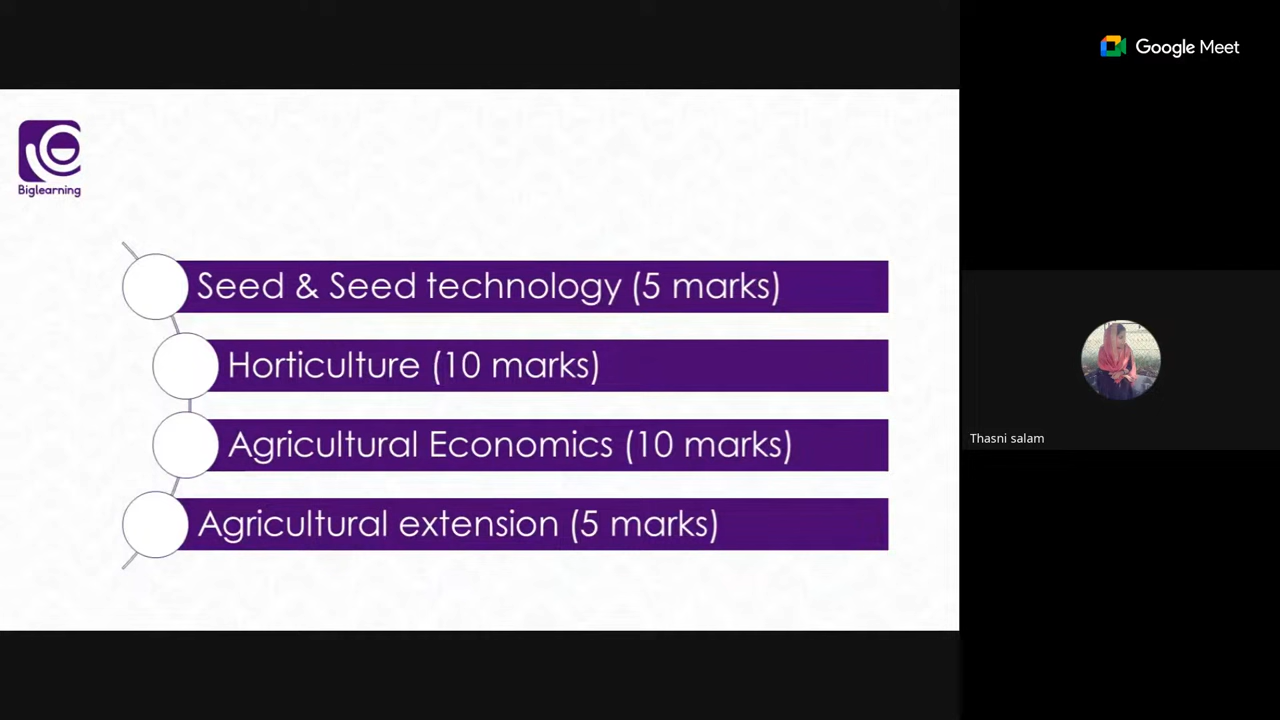 Google Meet
Biglearning
Seed & Seed technology (5 marks)
Horticulture (10 marks)
Agricultural Economics (10 marks)
Agricultural extension (5 marks)
Thasni salam